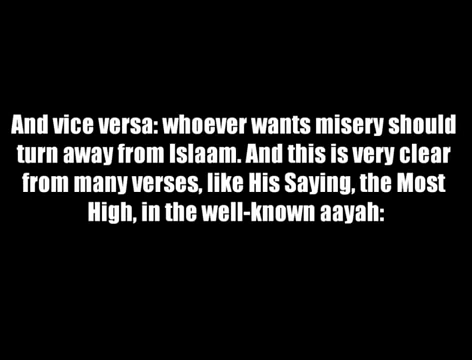 And vice versa: whoever wants misery should
turn away from Islaam. And this is very clear
from many verses, like His Saying, the Most
High, in the well-known aayah: